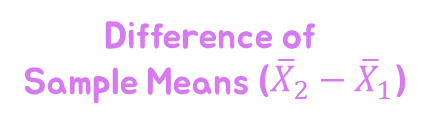 Difference of
Sample Means (X̄₂ − X̄₁)